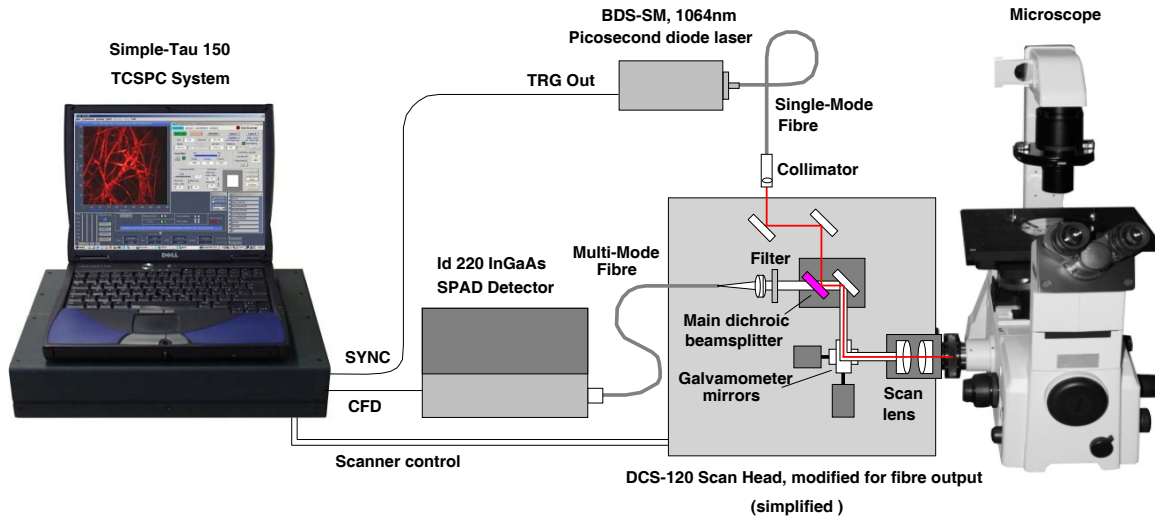 Simple-Tau 150
TCSPC System
BDS-SM, 1064nm
Picosecond diode laser
Microscope
TRG Out
Single-Mode
Fibre
Collimator
Multi-Mode
Fibre
Filter
Id 220 InGaAs
SPAD Detector
Main dichroic
beamsplitter
SYNC
CFD
Galvamometer
mirrors
Scan
lens
Scanner control
DCS-120 Scan Head, modified for fibre output
(simplified )
DELL